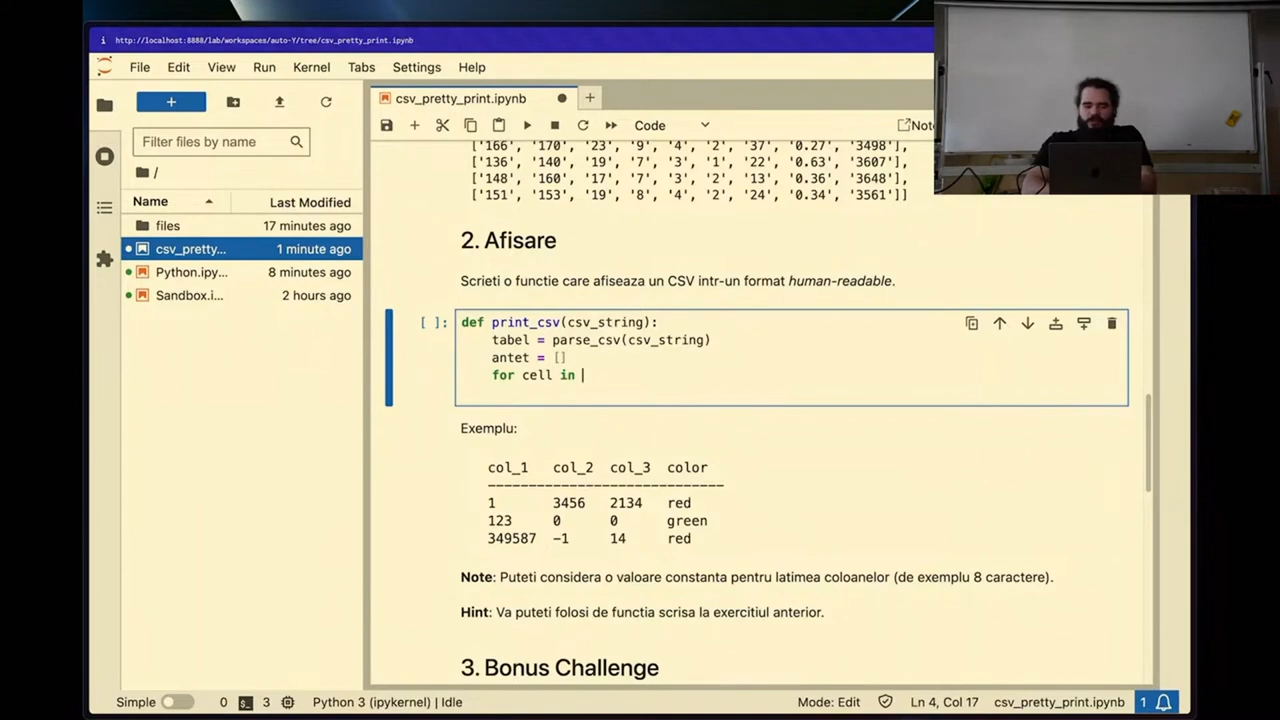 http://localhost:8888/lab/workspaces/auto-Y/tree/csv_pretty_print.ipynb
File Edit View Run Kernel Tabs Settings Help
csv_pretty_print.ipynb
Filter files by name
Code
/
Name Last Modified
files 17 minutes ago
csv_pretty... 1 minute ago
Python.ipy... 8 minutes ago
Sandbox.i... 2 hours ago
['166', '170', '23', '9', '4', '2', '37', '0.27', '3498'],
['136', '140', '19', '7', '3', '1', '22', '0.63', '3607'],
['148', '160', '17', '7', '3', '2', '13', '0.36', '3648'],
['151', '153', '19', '8', '4', '2', '24', '0.34', '3561']]
2. Afisare
Scrieti o functie care afiseaza un CSV intr-un format human-readable.
[ ]: def print_csv(csv_string):
tabel = parse_csv(csv_string)
antet = []
for cell in
Exemplu:
col_1 col_2 col_3 color
----------------------------
1 3456 2134 red
123 0 0 green
349587 -1 14 red
Note: Puteti considera o valoare constanta pentru latimea coloanelor (de exemplu 8 caractere).
Hint: Va puteti folosi de functia scrisa la exercitiul anterior.
3. Bonus Challenge
Simple 0 3 Python 3 (ipykernel) | Idle Mode: Edit Ln 4, Col 17 csv_pretty_print.ipynb 1